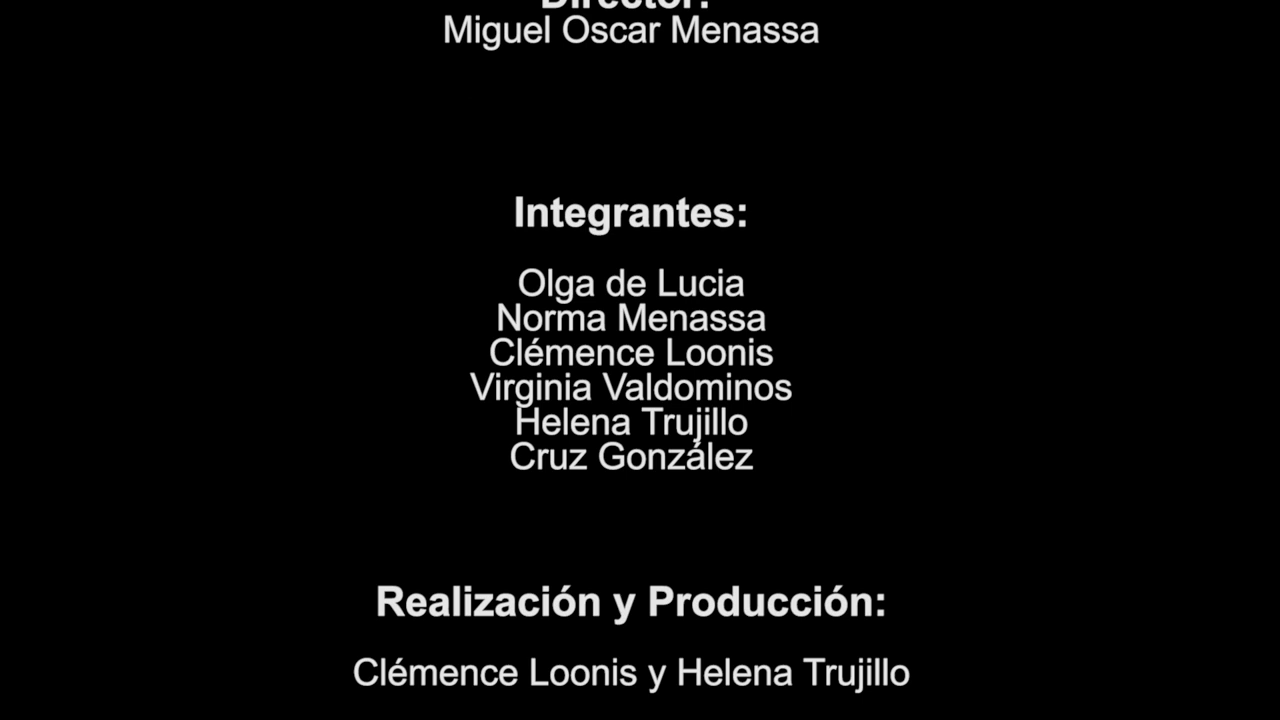 Director:
Miguel Oscar Menassa
Integrantes:
Olga de Lucia
Norma Menassa
Clémence Loonis
Virginia Valdominos
Helena Trujillo
Cruz González
Realización y Producción:
Clémence Loonis y Helena Trujillo